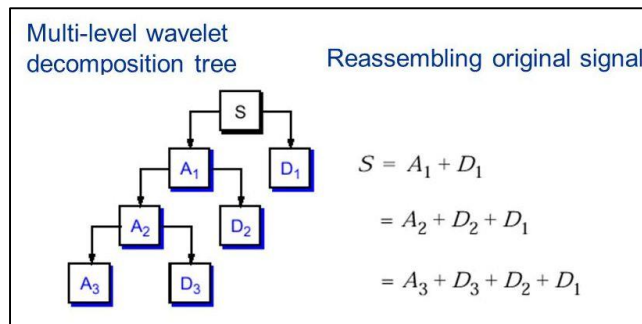 Multi-level wavelet
decomposition tree
Reassembling original signal
S
A₁
D₁
A₂
D₂
A₃
D₃
S = A₁ + D₁
= A₂ + D₂ + D₁
= A₃ + D₃ + D₂ + D₁